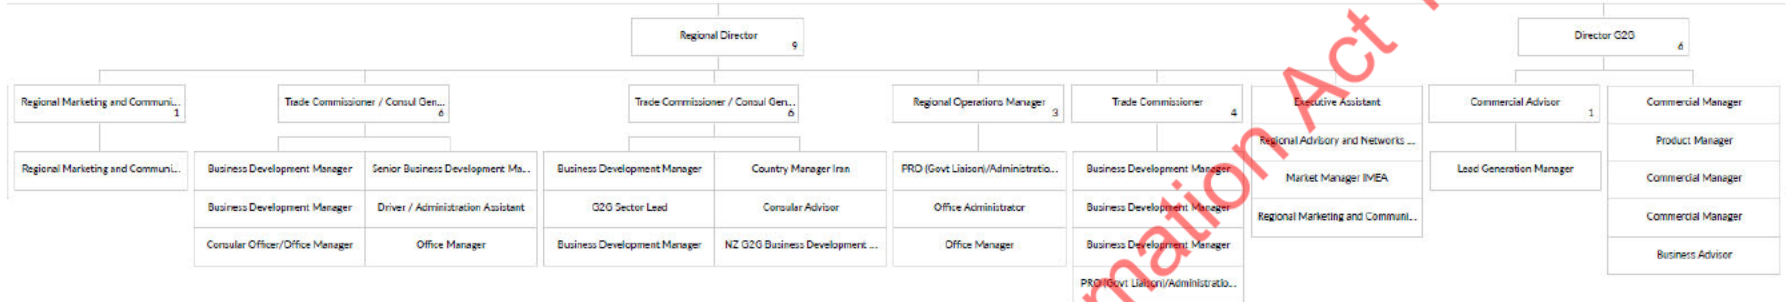 Regional Director
9
Director G2G
6
Regional Marketing and Communi...
1
Trade Commissioner / Consul Gen...
6
Trade Commissioner / Consul Gen...
6
Regional Operations Manager
3
Trade Commissioner
4
Executive Assistant
Commercial Advisor
1
Commercial Manager
Regional Advisory and Networks ...
Product Manager
Regional Marketing and Communi...
Business Development Manager
Senior Business Development Ma...
Business Development Manager
Country Manager Iran
PRO (Govt Liaison)/Administratio...
Business Development Manager
Market Manager IMEA
Lead Generation Manager
Commercial Manager
Business Development Manager
Driver / Administration Assistant
G2G Sector Lead
Consular Advisor
Office Administrator
Business Development Manager
Regional Marketing and Communi...
Commercial Manager
Consular Officer/Office Manager
Office Manager
Business Development Manager
NZ G2G Business Development ...
Office Manager
Business Development Manager
Business Advisor
PRO (Govt Liaison)/Administratio...
mation Act